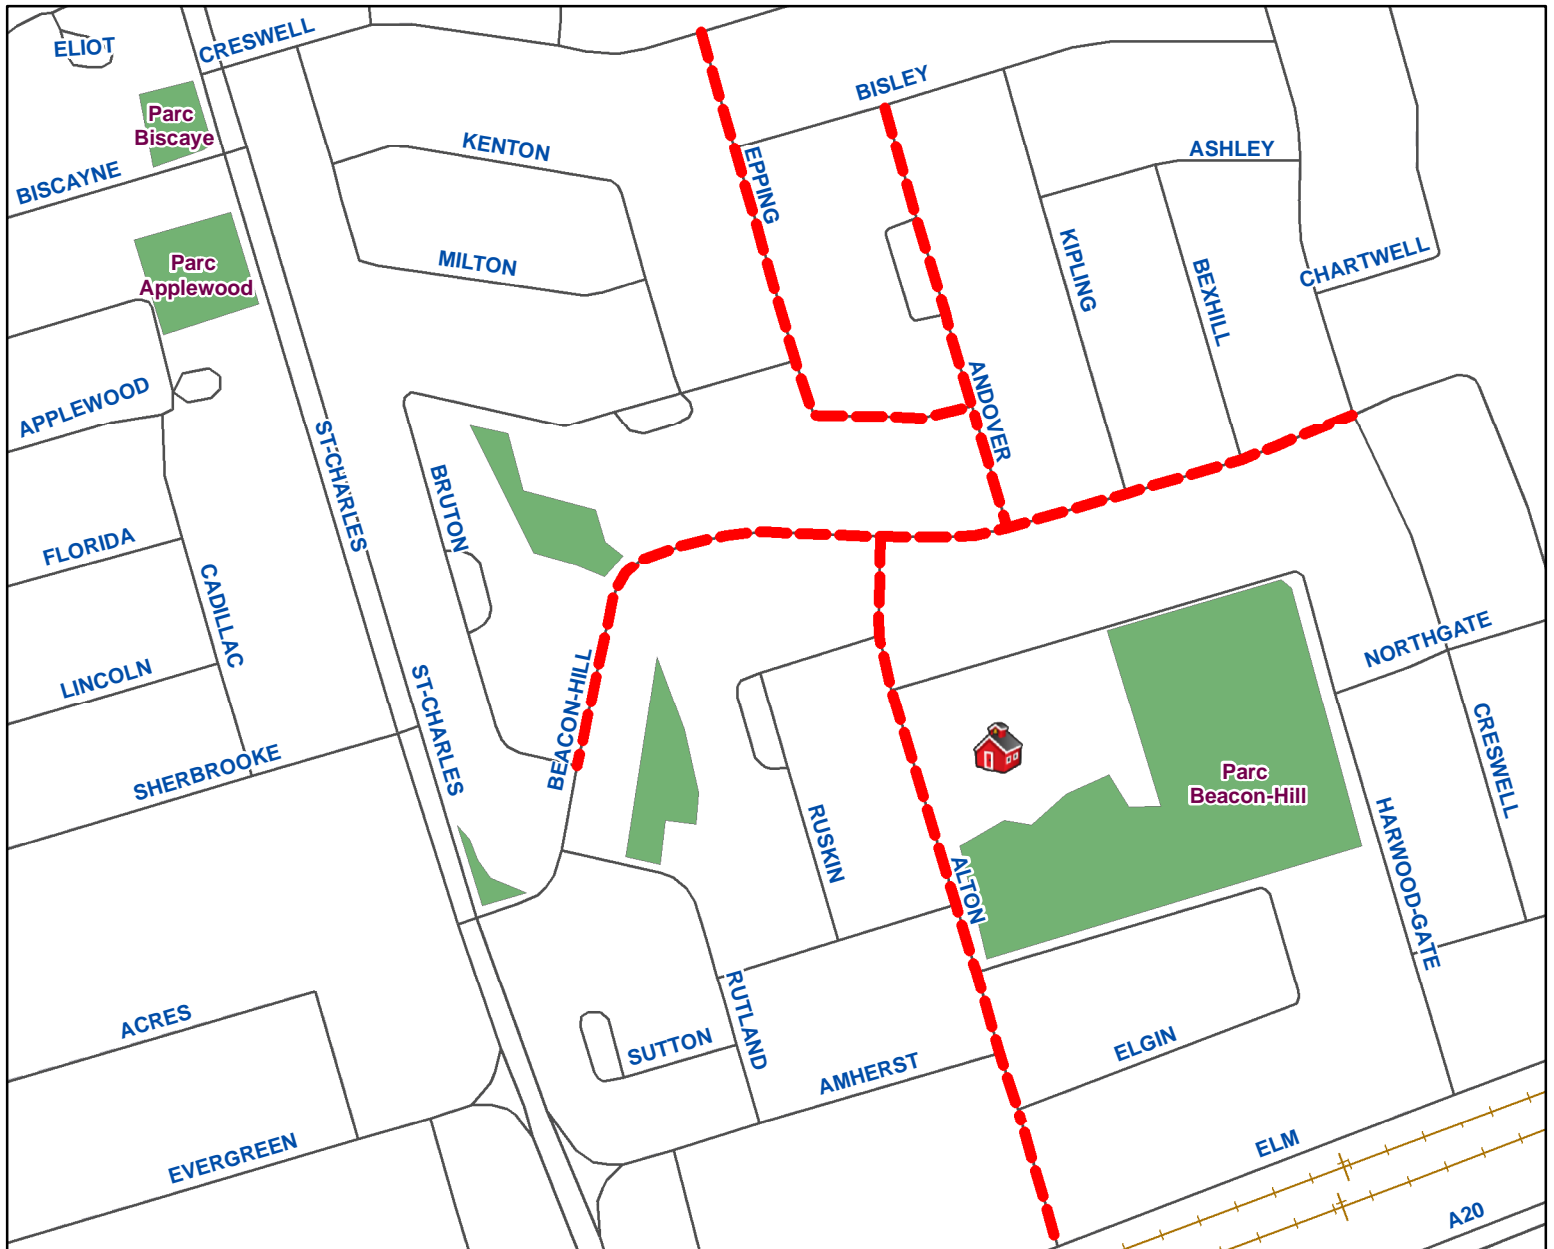 ELIOT
CRESWELL
Parc
Biscaye
BISCAYNE
KENTON
BISLEY
EPPING
ASHLEY
Parc
Applewood
MILTON
KIPLING
BEXHILL
CHARTWELL
APPLEWOOD
ST-CHARLES
ANDOVER
BRUTON
FLORIDA
CADILLAC
LINCOLN
ST-CHARLES
BEACON-HILL
NORTHGATE
CRESWELL
SHERBROOKE
Parc
Beacon-Hill
RUSKIN
HARWOOD-GATE
ALTON
ACRES
RUTLAND
SUTTON
AMHERST
ELGIN
EVERGREEN
ELM
A20